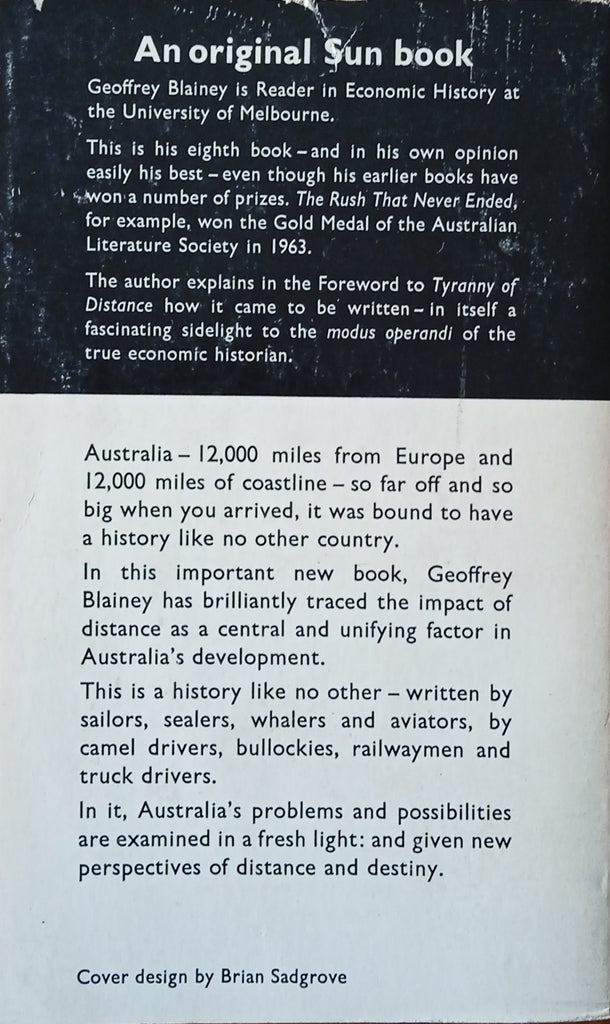 An original Sun book
Geoffrey Blainey is Reader in Economic History at
the University of Melbourne.
This is his eighth book – and in his own opinion
easily his best – even though his earlier books have
won a number of prizes. The Rush That Never Ended,
for example, won the Gold Medal of the Australian
Literature Society in 1963.
The author explains in the Foreword to Tyranny of
Distance how it came to be written – in itself a
fascinating sidelight to the modus operandi of the
true economic historian.
Australia – 12,000 miles from Europe and
12,000 miles of coastline – so far off and so
big when you arrived, it was bound to have
a history like no other country.
In this important new book, Geoffrey
Blainey has brilliantly traced the impact of
distance as a central and unifying factor in
Australia's development.
This is a history like no other – written by
sailors, sealers, whalers and aviators, by
camel drivers, bullockies, railwaymen and
truck drivers.
In it, Australia's problems and possibilities
are examined in a fresh light: and given new
perspectives of distance and destiny.
Cover design by Brian Sadgrove